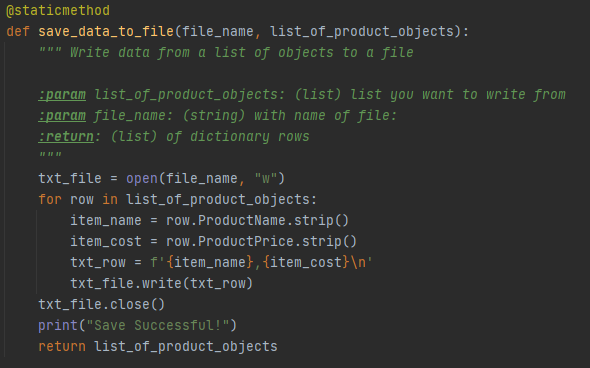 @staticmethod
def save_data_to_file(file_name, list_of_product_objects):
    """ Write data from a list of objects to a file

    :param list_of_product_objects: (list) list you want to write from
    :param file_name: (string) with name of file:
    :return: (list) of dictionary rows
    """
    txt_file = open(file_name, "w")
    for row in list_of_product_objects:
        item_name = row.ProductName.strip()
        item_cost = row.ProductPrice.strip()
        txt_row = f'{item_name},{item_cost}\n'
        txt_file.write(txt_row)
    txt_file.close()
    print("Save Successful!")
    return list_of_product_objects